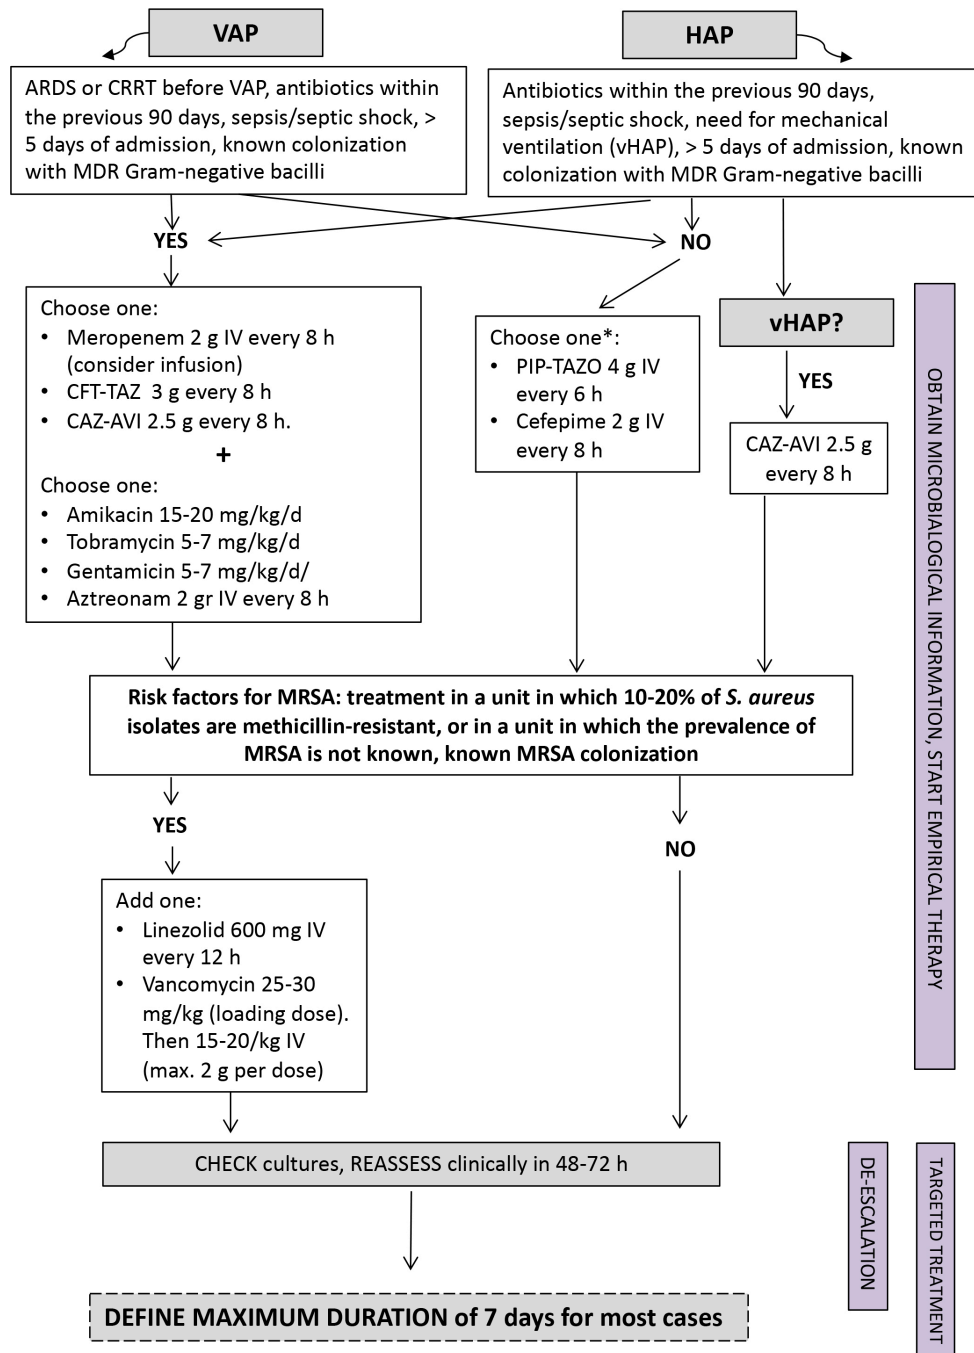 VAP
HAP
ARDS or CRRT before VAP, antibiotics within
the previous 90 days, sepsis/septic shock, >
5 days of admission, known colonization
with MDR Gram-negative bacilli
Antibiotics within the previous 90 days,
sepsis/septic shock, need for mechanical
ventilation (vHAP), > 5 days of admission, known
colonization with MDR Gram-negative bacilli
YES
NO
Choose one:
• Meropenem 2 g IV every 8 h
(consider infusion)
• CFT-TAZ 3 g every 8 h
• CAZ-AVI 2.5 g every 8 h.
+
Choose one:
• Amikacin 15-20 mg/kg/d
• Tobramycin 5-7 mg/kg/d
• Gentamicin 5-7 mg/kg/d/
• Aztreonam 2 gr IV every 8 h
Choose one*:
• PIP-TAZO 4 g IV
every 6 h
• Cefepime 2 g IV
every 8 h
vHAP?
YES
CAZ-AVI 2.5 g
every 8 h
Risk factors for MRSA: treatment in a unit in which 10-20% of S. aureus
isolates are methicillin-resistant, or in a unit in which the prevalence of
MRSA is not known, known MRSA colonization
YES
NO
Add one:
• Linezolid 600 mg IV
every 12 h
• Vancomycin 25-30
mg/kg (loading dose).
Then 15-20/kg IV
(max. 2 g per dose)
CHECK cultures, REASSESS clinically in 48-72 h
DEFINE MAXIMUM DURATION of 7 days for most cases
OBTAIN MICROBIALOGICAL INFORMATION, START EMPIRICAL THERAPY
DE-ESCALATION
TARGETED TREATMENT